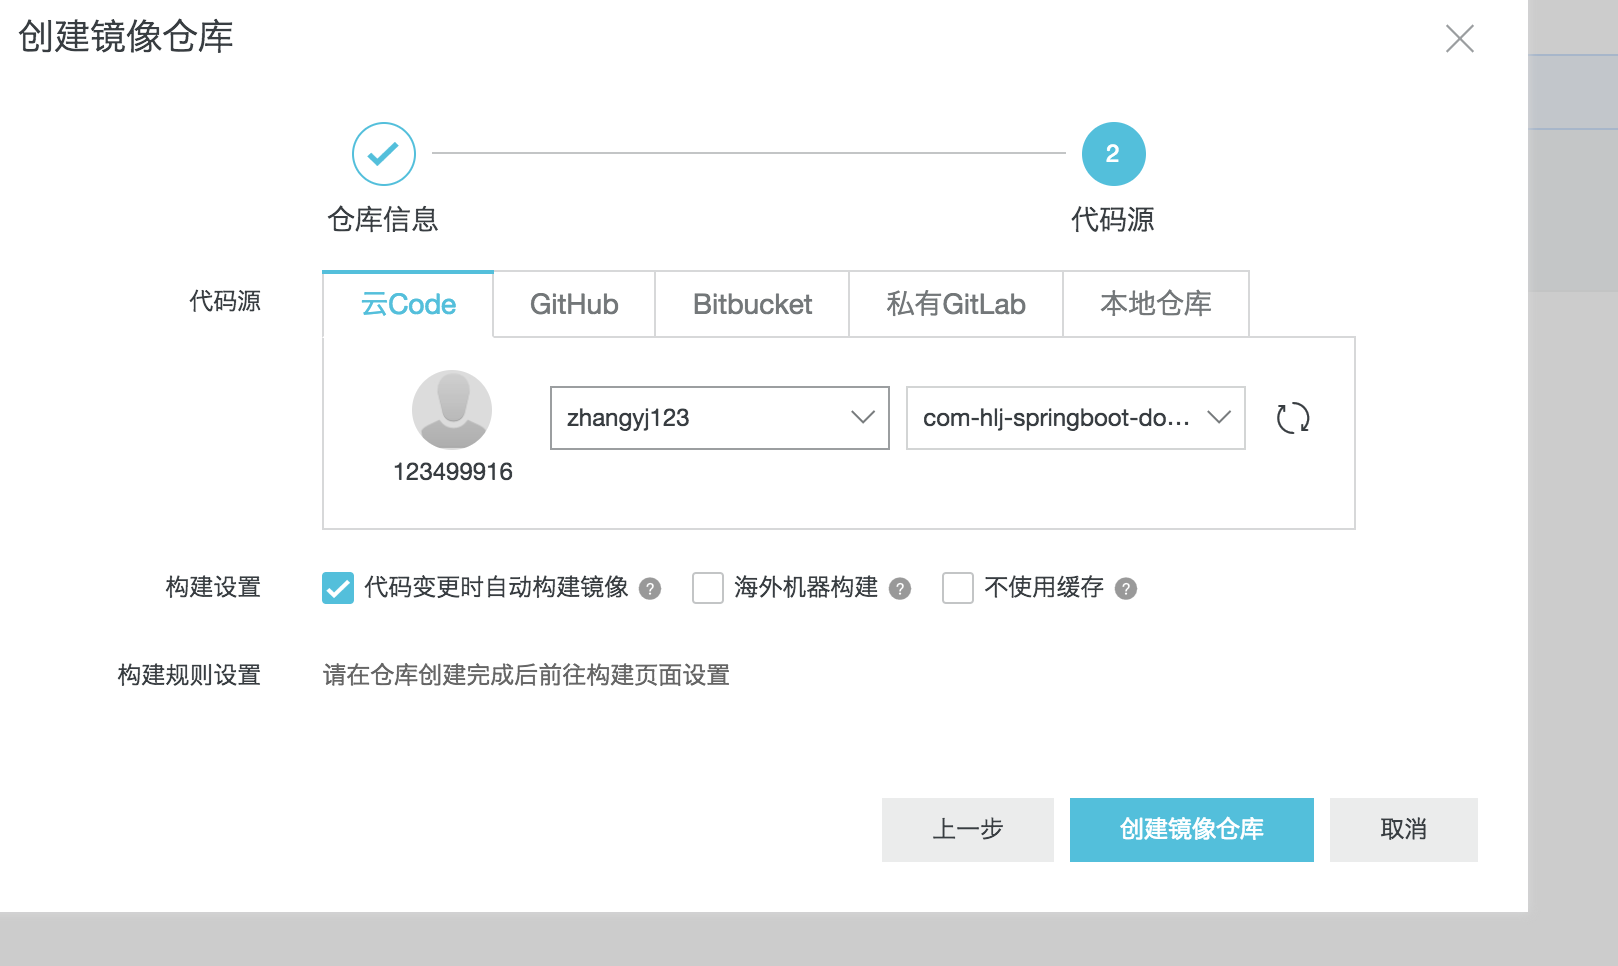 创建镜像仓库
2
仓库信息
代码源
代码源
云Code
GitHub
Bitbucket
私有GitLab
本地仓库
zhangyj123
com-hlj-springboot-do...
123499916
构建设置
代码变更时自动构建镜像 ?
海外机器构建 ?
不使用缓存 ?
构建规则设置
请在仓库创建完成后前往构建页面设置
上一步
创建镜像仓库
取消